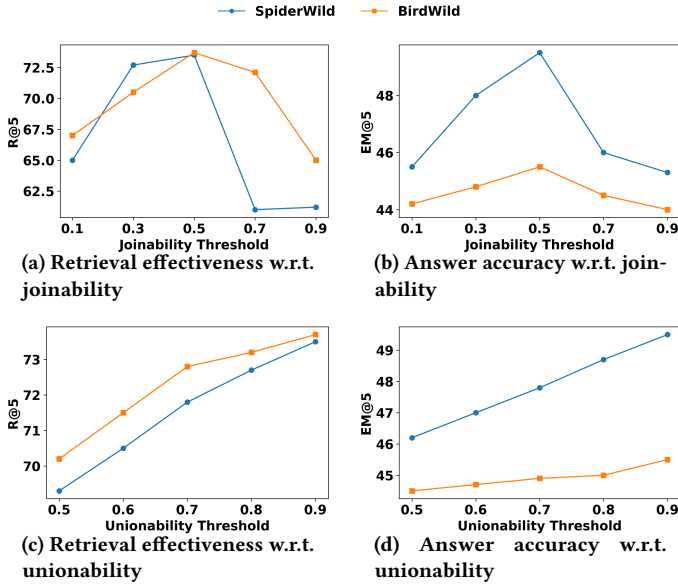 SpiderWild BirdWild
72.5
70.0
67.5
65.0
62.5
R@5
0.1 0.3 0.5 0.7 0.9
Joinability Threshold
(a) Retrieval effectiveness w.r.t.
joinability
48
46
44
EM@5
0.1 0.3 0.5 0.7 0.9
Joinability Threshold
(b) Answer accuracy w.r.t. join-
ability
73
72
71
70
R@5
0.5 0.6 0.7 0.8 0.9
Unionability Threshold
(c) Retrieval effectiveness w.r.t.
unionability
49
48
47
46
45
EM@5
0.5 0.6 0.7 0.8 0.9
Unionability Threshold
(d) Answer accuracy w.r.t.
unionability